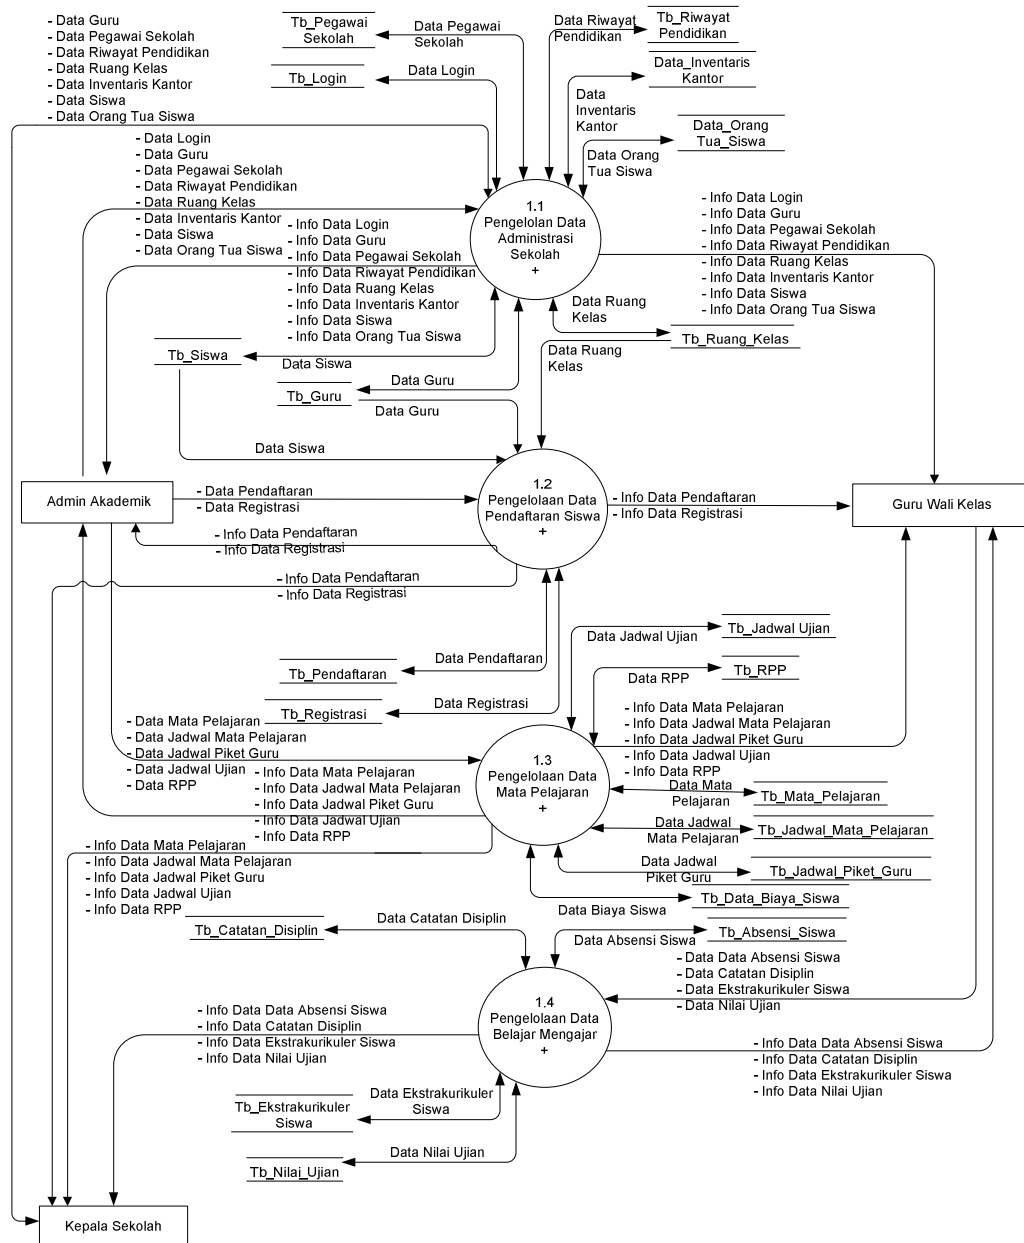 - Data Guru
- Data Pegawai Sekolah
- Data Riwayat Pendidikan
- Data Ruang Kelas
- Data Inventaris Kantor
- Data Siswa
- Data Orang Tua Siswa
Tb_Pegawai
Sekolah
Data Pegawai
Sekolah
Tb_Login
Data Login
Data Riwayat
Pendidikan
Tb_Riwayat
Pendidikan
Data_Inventaris
Kantor
Data
Inventaris
Kantor
Data_Orang
Tua_Siswa
Data Orang
Tua Siswa
- Data Login
- Data Guru
- Data Pegawai Sekolah
- Data Riwayat Pendidikan
- Data Ruang Kelas
- Data Inventaris Kantor
- Data Siswa
- Data Orang Tua Siswa
- Info Data Login
- Info Data Guru
- Info Data Pegawai Sekolah
- Info Data Riwayat Pendidikan
- Info Data Ruang Kelas
- Info Data Inventaris Kantor
- Info Data Siswa
- Info Data Orang Tua Siswa
1.1
Pengelolan Data
Administrasi
Sekolah
+
- Info Data Login
- Info Data Guru
- Info Data Pegawai Sekolah
- Info Data Riwayat Pendidikan
- Info Data Ruang Kelas
- Info Data Inventaris Kantor
- Info Data Siswa
- Info Data Orang Tua Siswa
Data Ruang
Kelas
Tb_Ruang_Kelas
Data Ruang
Kelas
Tb_Siswa
Data Siswa
Tb_Guru
Data Guru
Data Guru
Data Siswa
Admin Akademik
- Data Pendaftaran
- Data Registrasi
1.2
Pengelolaan Data
Pendaftaran Siswa
+
- Info Data Pendaftaran
- Info Data Registrasi
Guru Wali Kelas
- Info Data Pendaftaran
- Info Data Registrasi
- Info Data Pendaftaran
- Info Data Registrasi
Tb_Pendaftaran
Data Pendaftaran
Tb_Registrasi
Data Registrasi
Data Jadwal Ujian
Tb_Jadwal Ujian
Data RPP
Tb_RPP
- Info Data Mata Pelajaran
- Info Data Jadwal Mata Pelajaran
- Info Data Jadwal Piket Guru
- Info Data Jadwal Ujian
- Info Data RPP
- Data Mata Pelajaran
- Data Jadwal Mata Pelajaran
- Data Jadwal Piket Guru
- Data Jadwal Ujian
- Data RPP
- Info Data Mata Pelajaran
- Info Data Jadwal Mata Pelajaran
- Info Data Jadwal Piket Guru
- Info Data Jadwal Ujian
- Info Data RPP
1.3
Pengelolaan Data
Mata Pelajaran
+
Data Mata
Pelajaran
Tb_Mata_Pelajaran
Data Jadwal
Mata Pelajaran
Tb_Jadwal_Mata_Pelajaran
Data Jadwal
Piket Guru
Tb_Jadwal_Piket_Guru
Data Biaya Siswa
Tb_Data_Biaya_Siswa
- Info Data Mata Pelajaran
- Info Data Jadwal Mata Pelajaran
- Info Data Jadwal Piket Guru
- Info Data Jadwal Ujian
- Info Data RPP
Tb_Catatan_Disiplin
Data Catatan Disiplin
Data Absensi Siswa
Tb_Absensi_Siswa
- Data Data Absensi Siswa
- Data Catatan Disiplin
- Data Ekstrakurikuler Siswa
- Data Nilai Ujian
1.4
Pengelolaan Data
Belajar Mengajar
+
- Info Data Data Absensi Siswa
- Info Data Catatan Disiplin
- Info Data Ekstrakurikuler Siswa
- Info Data Nilai Ujian
- Info Data Data Absensi Siswa
- Info Data Catatan Disiplin
- Info Data Ekstrakurikuler Siswa
- Info Data Nilai Ujian
Tb_Ekstrakurikuler
Siswa
Data Ekstrakurikuler
Siswa
Data Nilai Ujian
Tb_Nilai_Ujian
Kepala Sekolah